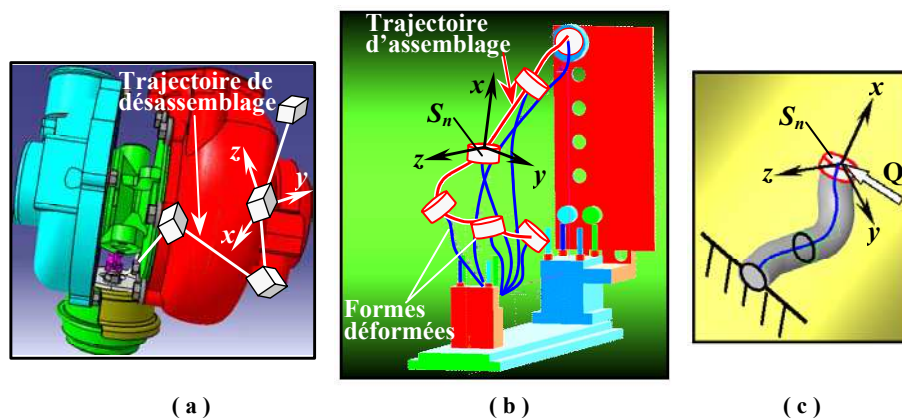 Trajectoire de
désassemblage
z
y
x
( a )
Trajectoire
d'assemblage
x
Sn
z
y
Formes
déformées
( b )
x
Sn
z
Q
y
( c )